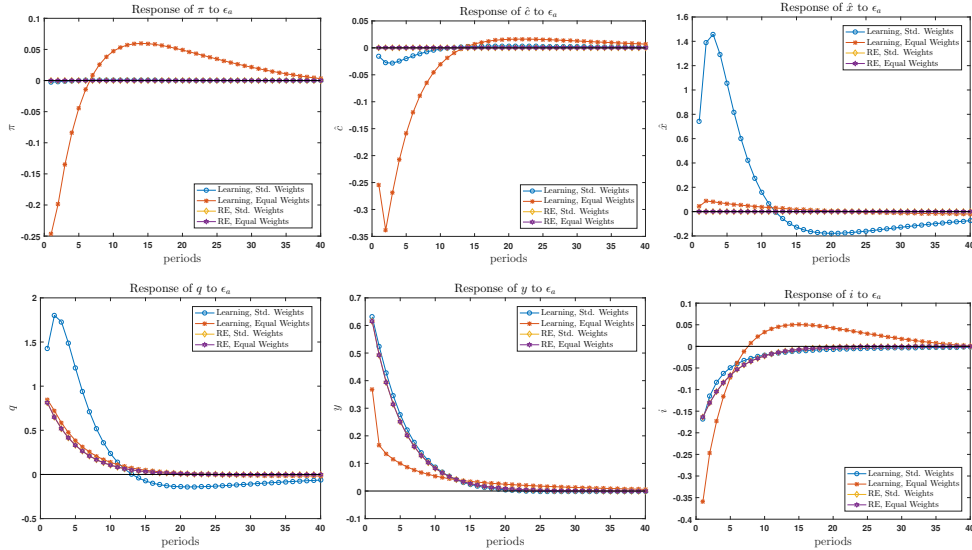 Response of π to ϵ_a
0.1
0.05
0
-0.05
-0.1
-0.15
-0.2
-0.25
π
0 5 10 15 20 25 30 35 40
periods
Learning, Std. Weights
Learning, Equal Weights
RE, Std. Weights
RE, Equal Weights
Response of ĉ to ϵ_a
0.1
0.05
0
-0.05
-0.1
-0.15
-0.2
-0.25
-0.3
-0.35
ĉ
0 5 10 15 20 25 30 35 40
periods
Learning, Std. Weights
Learning, Equal Weights
RE, Std. Weights
RE, Equal Weights
Response of x̂ to ϵ_a
1.6
1.4
1.2
1
0.8
0.6
0.4
0.2
0
-0.2
x̂
0 5 10 15 20 25 30 35 40
periods
Learning, Std. Weights
Learning, Equal Weights
RE, Std. Weights
RE, Equal Weights
Response of q to ϵ_a
2
1.5
1
0.5
0
-0.5
q
0 5 10 15 20 25 30 35 40
periods
Learning, Std. Weights
Learning, Equal Weights
RE, Std. Weights
RE, Equal Weights
Response of y to ϵ_a
0.7
0.6
0.5
0.4
0.3
0.2
0.1
0
-0.1
y
0 5 10 15 20 25 30 35 40
periods
Learning, Std. Weights
Learning, Equal Weights
RE, Std. Weights
RE, Equal Weights
Response of i to ϵ_a
0.1
0.05
0
-0.05
-0.1
-0.15
-0.2
-0.25
-0.3
-0.35
-0.4
i
0 5 10 15 20 25 30 35 40
periods
Learning, Std. Weights
Learning, Equal Weights
RE, Std. Weights
RE, Equal Weights